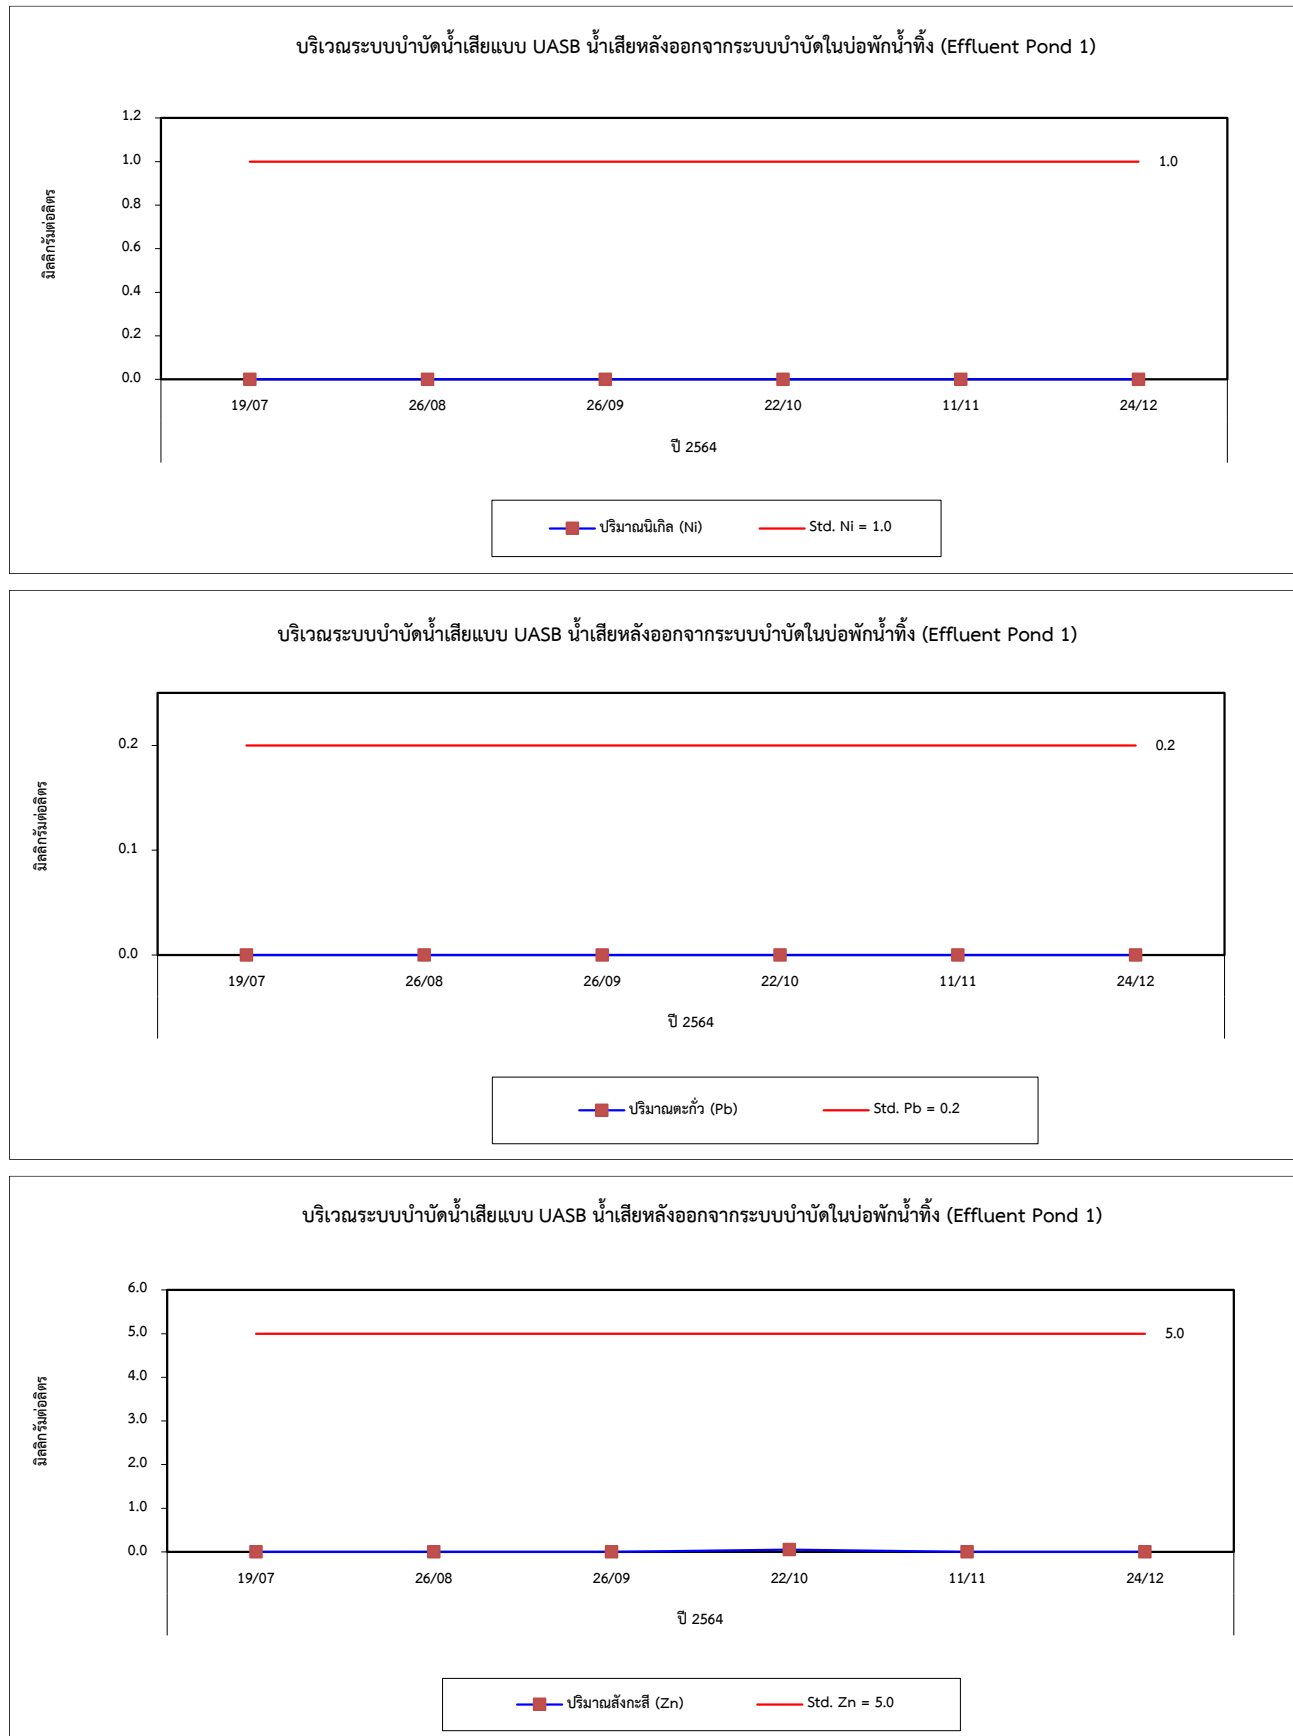 บริเวณระบบบำบัดน้ำเสียแบบ UASB น้ำเสียหลังออกจากระบบบำบัดในบ่อพักน้ำทิ้ง (Effluent Pond 1)
มิลลิกรัมต่อลิตร
1.2
1.0
0.8
0.6
0.4
0.2
0.0
1.0
19/07 26/08 26/09 22/10 11/11 24/12
ปี 2564
ปริมาณนิเกิล (Ni) Std. Ni = 1.0
บริเวณระบบบำบัดน้ำเสียแบบ UASB น้ำเสียหลังออกจากระบบบำบัดในบ่อพักน้ำทิ้ง (Effluent Pond 1)
มิลลิกรัมต่อลิตร
0.2
0.1
0.0
0.2
19/07 26/08 26/09 22/10 11/11 24/12
ปี 2564
ปริมาณตะกั่ว (Pb) Std. Pb = 0.2
บริเวณระบบบำบัดน้ำเสียแบบ UASB น้ำเสียหลังออกจากระบบบำบัดในบ่อพักน้ำทิ้ง (Effluent Pond 1)
มิลลิกรัมต่อลิตร
6.0
5.0
4.0
3.0
2.0
1.0
0.0
5.0
19/07 26/08 26/09 22/10 11/11 24/12
ปี 2564
ปริมาณสังกะสี (Zn) Std. Zn = 5.0